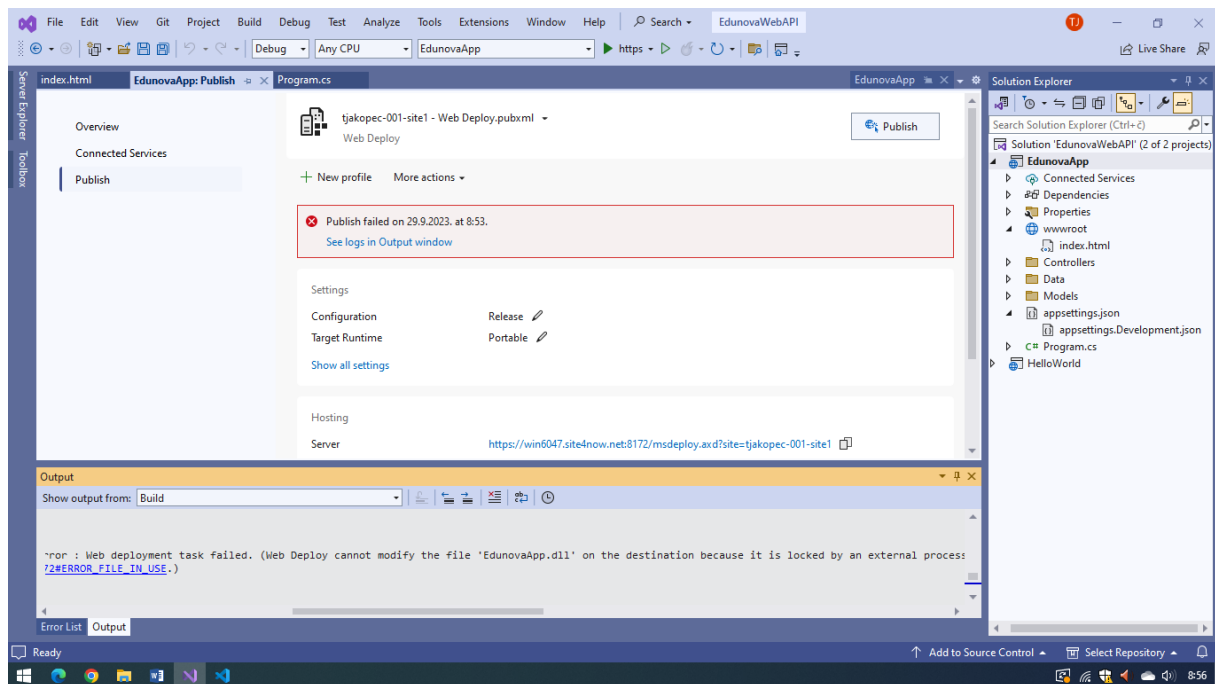 File Edit View Git Project Build Debug Test Analyze Tools Extensions Window Help Search EdunovaWebAPI TJ
Debug Any CPU EdunovaApp https Live Share
Server Explorer
Toolbox
index.html EdunovaApp: Publish Program.cs EdunovaApp
Overview
Connected Services
Publish
tjakopec-001-site1 - Web Deploy.pubxml
Web Deploy
Publish
New profile More actions
Publish failed on 29.9.2023. at 8:53.
See logs in Output window
Settings
Configuration Release
Target Runtime Portable
Show all settings
Hosting
Server https://win6047.site4now.net:8172/msdeploy.axd?site=tjakopec-001-site1
Solution Explorer
Search Solution Explorer (Ctrl+č)
Solution 'EdunovaWebAPI' (2 of 2 projects)
EdunovaApp
Connected Services
Dependencies
Properties
wwwroot
index.html
Controllers
Data
Models
appsettings.json
appsettings.Development.json
C# Program.cs
HelloWorld
Output
Show output from: Build
rror : Web deployment task failed. (Web Deploy cannot modify the file 'EdunovaApp.dll' on the destination because it is locked by an external process
72#ERROR_FILE_IN_USE.)
Error List Output
Ready Add to Source Control Select Repository
8:56